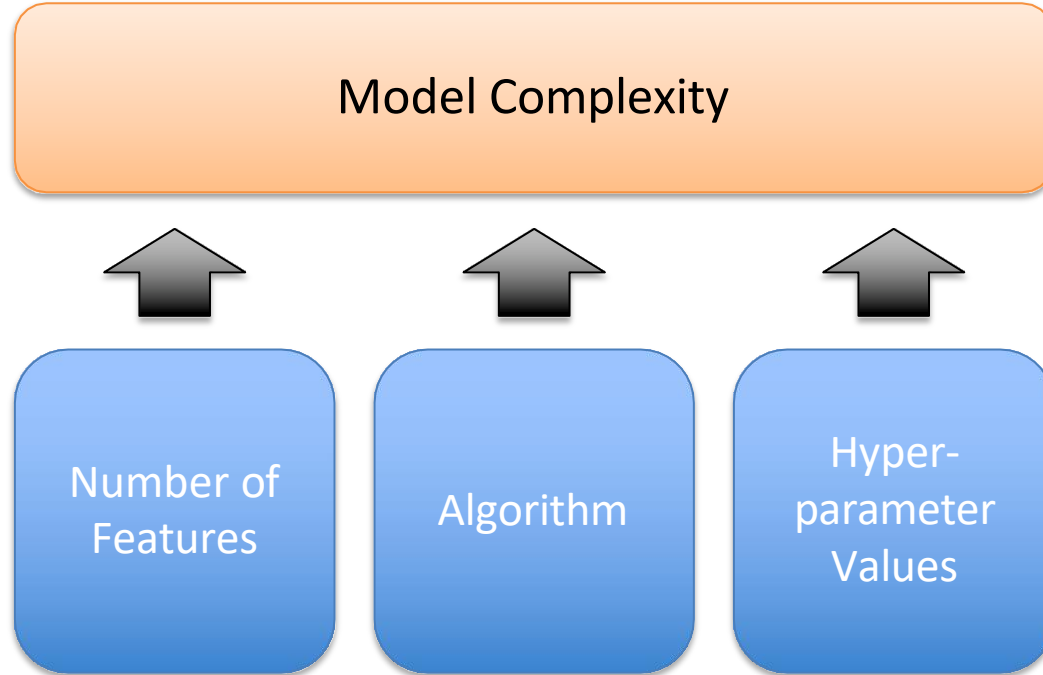 Model Complexity
Number of
Features
Algorithm
Hyper-
parameter
Values